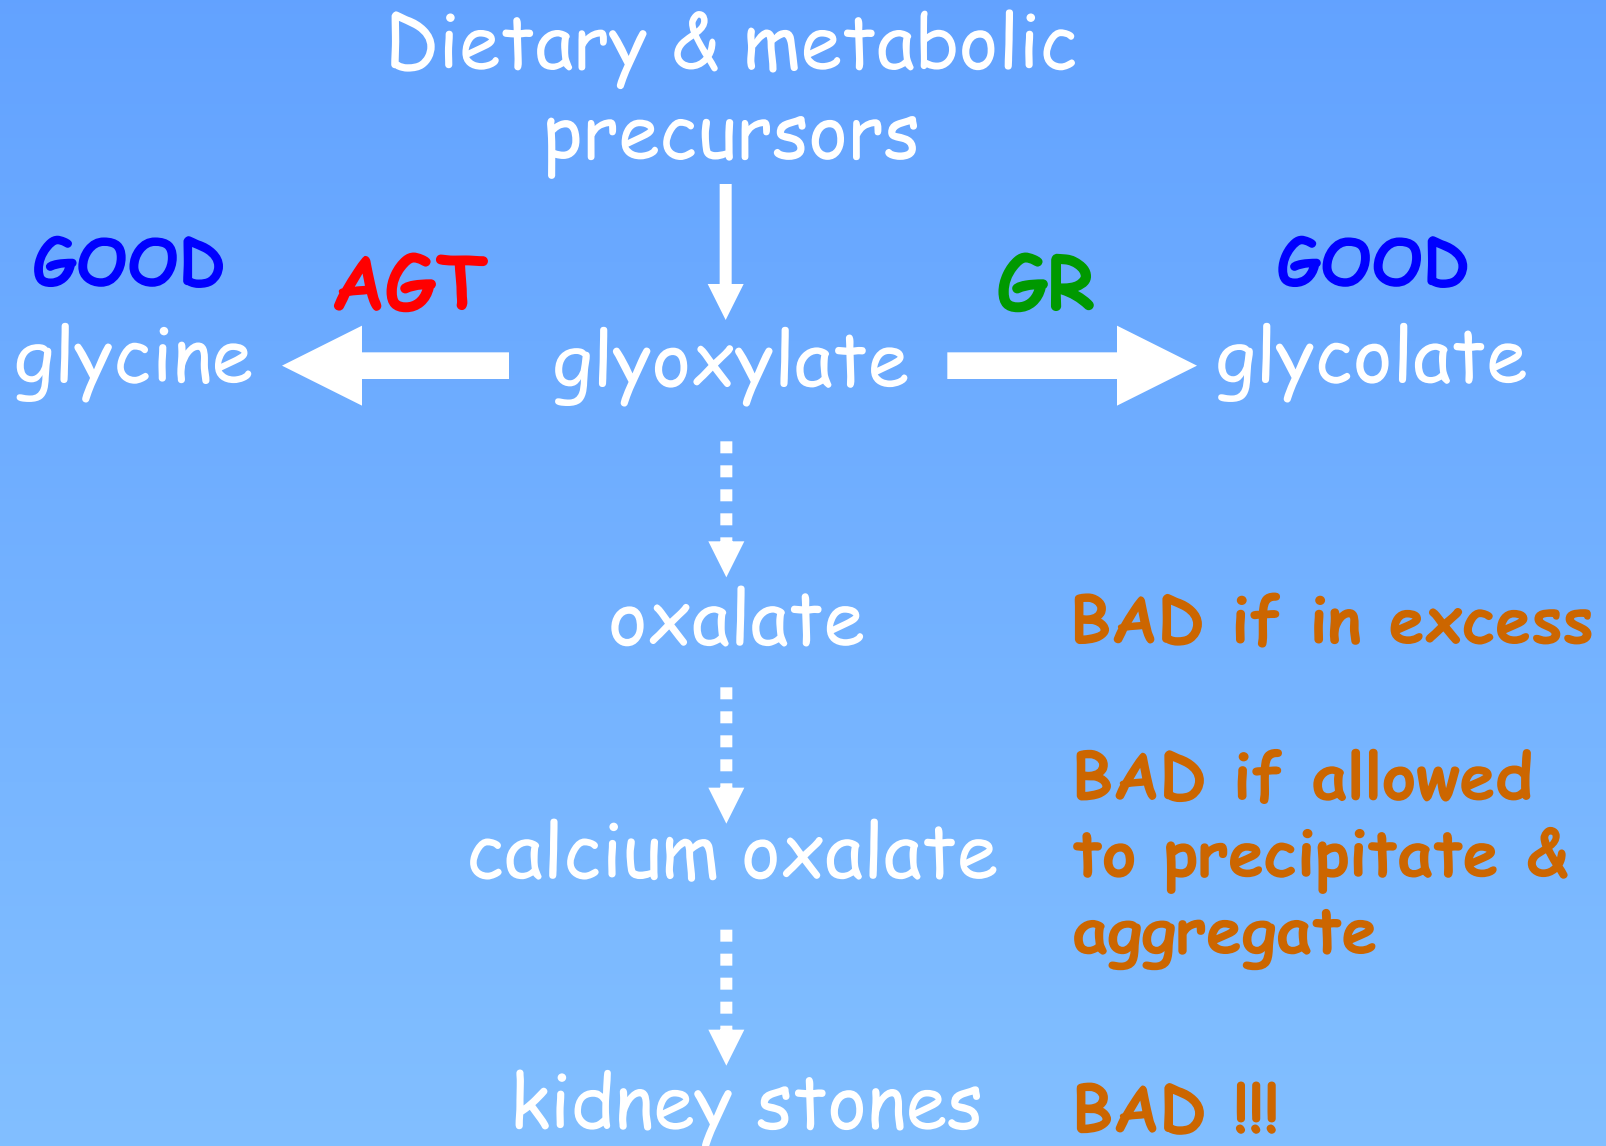 Dietary & metabolic
precursors
GOOD
AGT
GR
GOOD
glycine
glyoxylate
glycolate
oxalate
BAD if in excess
calcium oxalate
BAD if allowed
to precipitate &
aggregate
kidney stones
BAD !!!